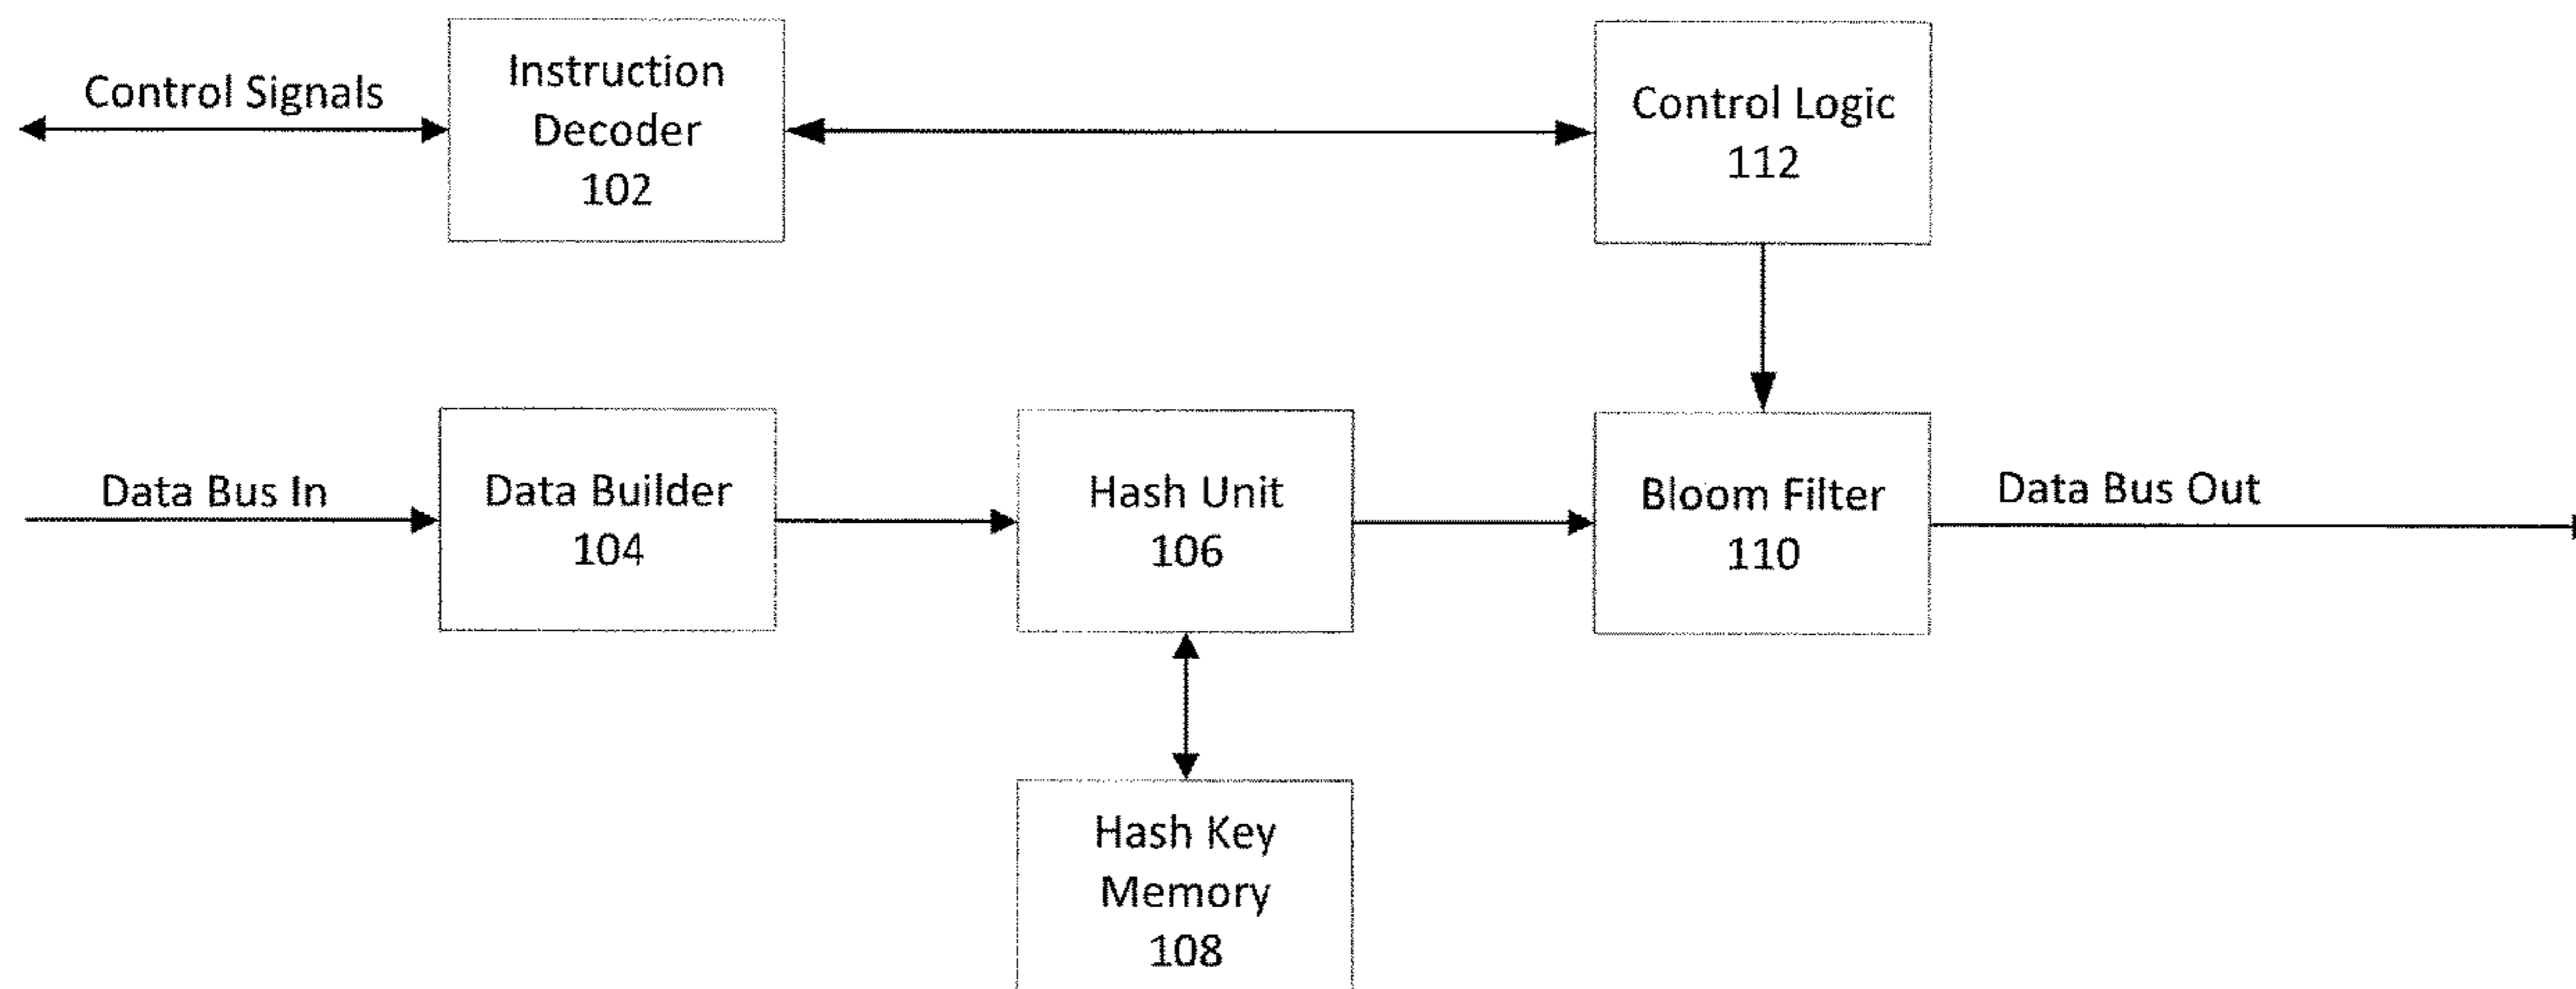 Control Signals
Instruction
Decoder
102
Control Logic
112
Data Bus In
Data Builder
104
Hash Unit
106
Bloom Filter
110
Data Bus Out
Hash Key
Memory
108